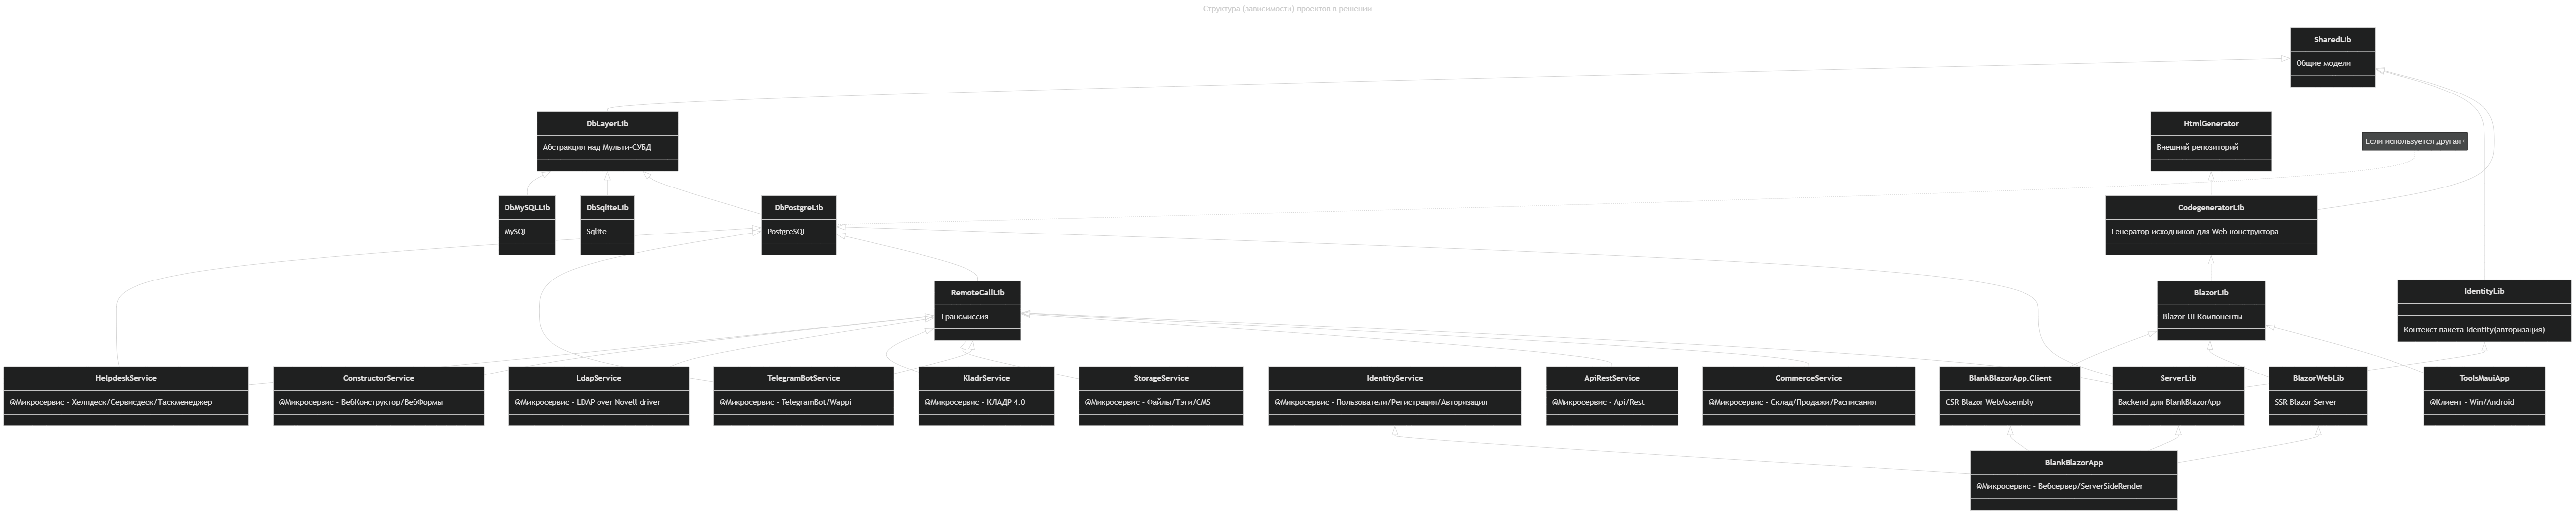 Структура (зависимости) проектов в решении
SharedLib
Общие модели
DbLayerLib
Абстракция над Мульти-СУБД
HtmlGenerator
Внешний репозиторий
Если используется другая
DbMySQLLib
MySQL
DbSqliteLib
Sqlite
DbPostgreLib
PostgreSQL
CodegeneratorLib
Генератор исходников для Web конструктора
RemoteCallLib
Трансмиссия
BlazorLib
Blazor UI Компоненты
IdentityLib
Контекст пакета Identity(авторизация)
HelpdeskService
@Микросервис - Хелпдеск/Сервисдеск/Таскменеджер
ConstructorService
@Микросервис - ВебКонструктор/ВебФормы
LdapService
@Микросервис - LDAP over Novell driver
TelegramBotService
@Микросервис - TelegramBot/Wappi
KladrService
@Микросервис - КЛАДР 4.0
StorageService
@Микросервис - Файлы/Тэги/CMS
IdentityService
@Микросервис - Пользователи/Регистрация/Авторизация
ApiRestService
@Микросервис - Api/Rest
CommerceService
@Микросервис - Склад/Продажи/Расписания
BlankBlazorApp.Client
CSR Blazor WebAssembly
ServerLib
Backend для BlankBlazorApp
BlazorWebLib
SSR Blazor Server
ToolsMauiApp
@Клиент - Win/Android
BlankBlazorApp
@Микросервис - Вебсервер/ServerSideRender